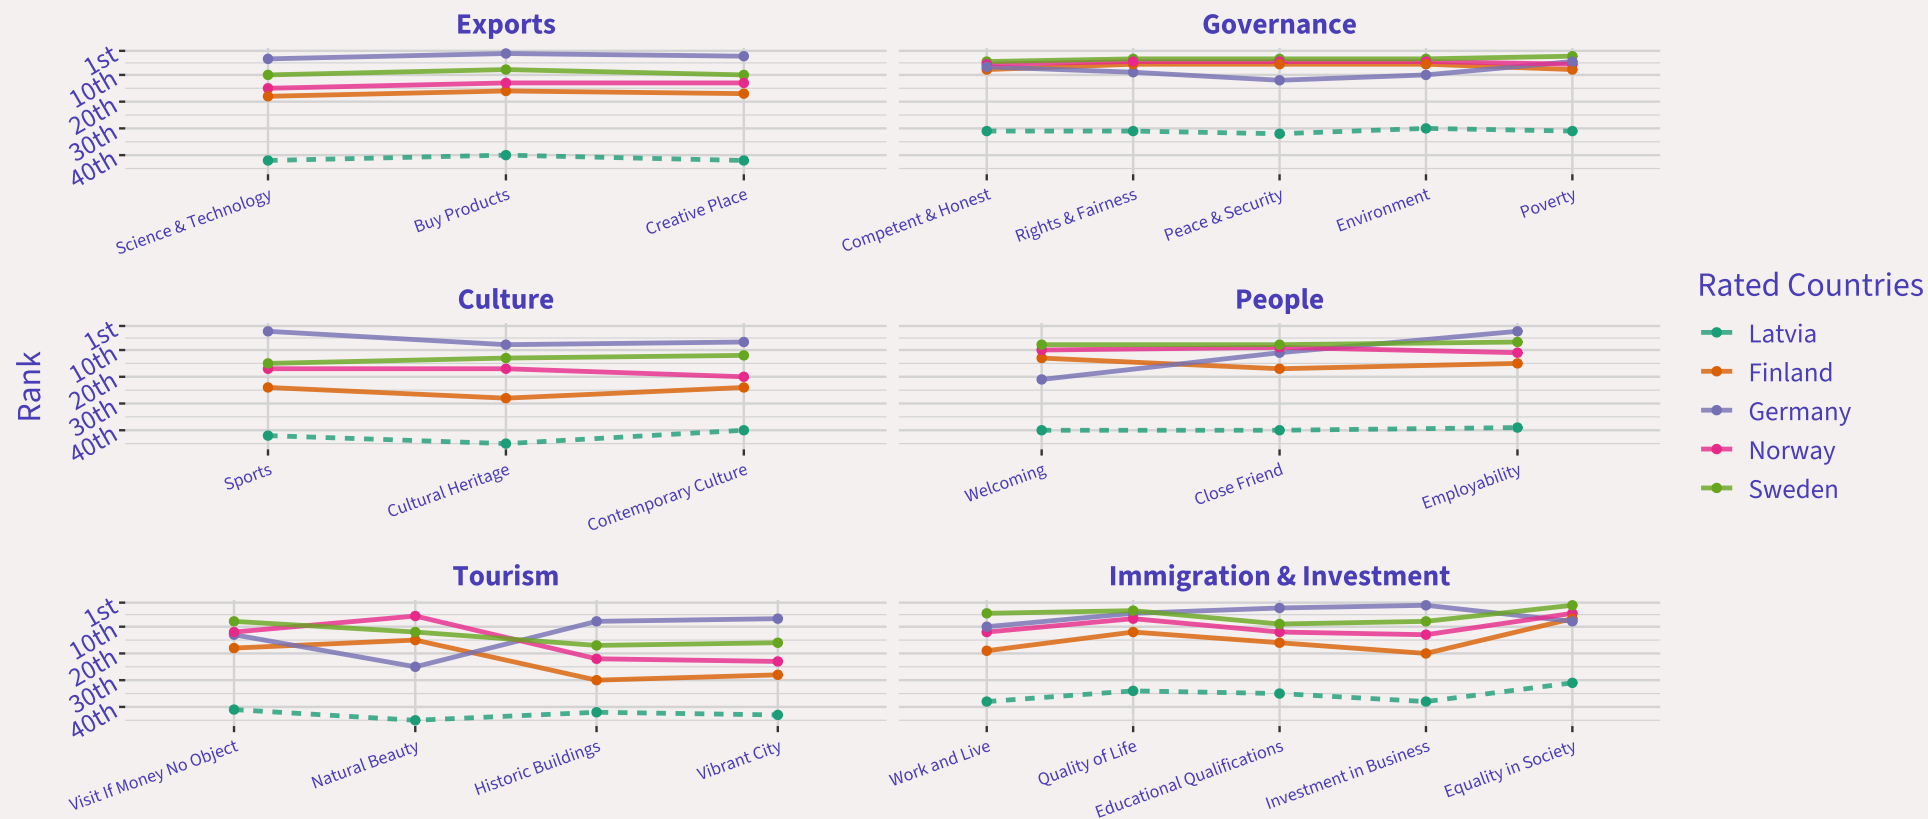 Exports
Governance
1st
10th
20th
30th
40th
Science & Technology
Buy Products
Creative Place
Competent & Honest
Rights & Fairness
Peace & Security
Environment
Poverty
Culture
People
Rank
1st
10th
20th
30th
40th
Sports
Cultural Heritage
Contemporary Culture
Welcoming
Close Friend
Employability
Tourism
Immigration & Investment
1st
10th
20th
30th
40th
Visit If Money No Object
Natural Beauty
Historic Buildings
Vibrant City
Work and Live
Quality of Life
Educational Qualifications
Investment in Business
Equality in Society
Rated Countries
Latvia
Finland
Germany
Norway
Sweden